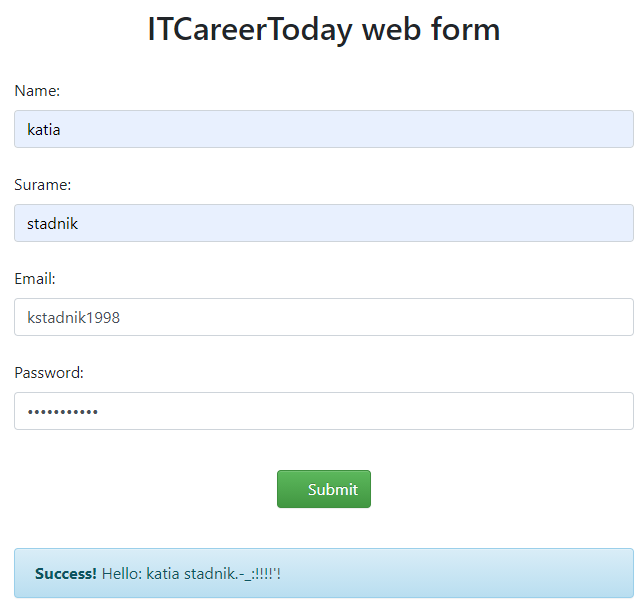 ITCareerToday web form
Name:
katia
Surame:
stadnik
Email:
kstadnik1998
Password:
•••••••••••
Submit
Success! Hello: katia stadnik.-_:!!!!'!